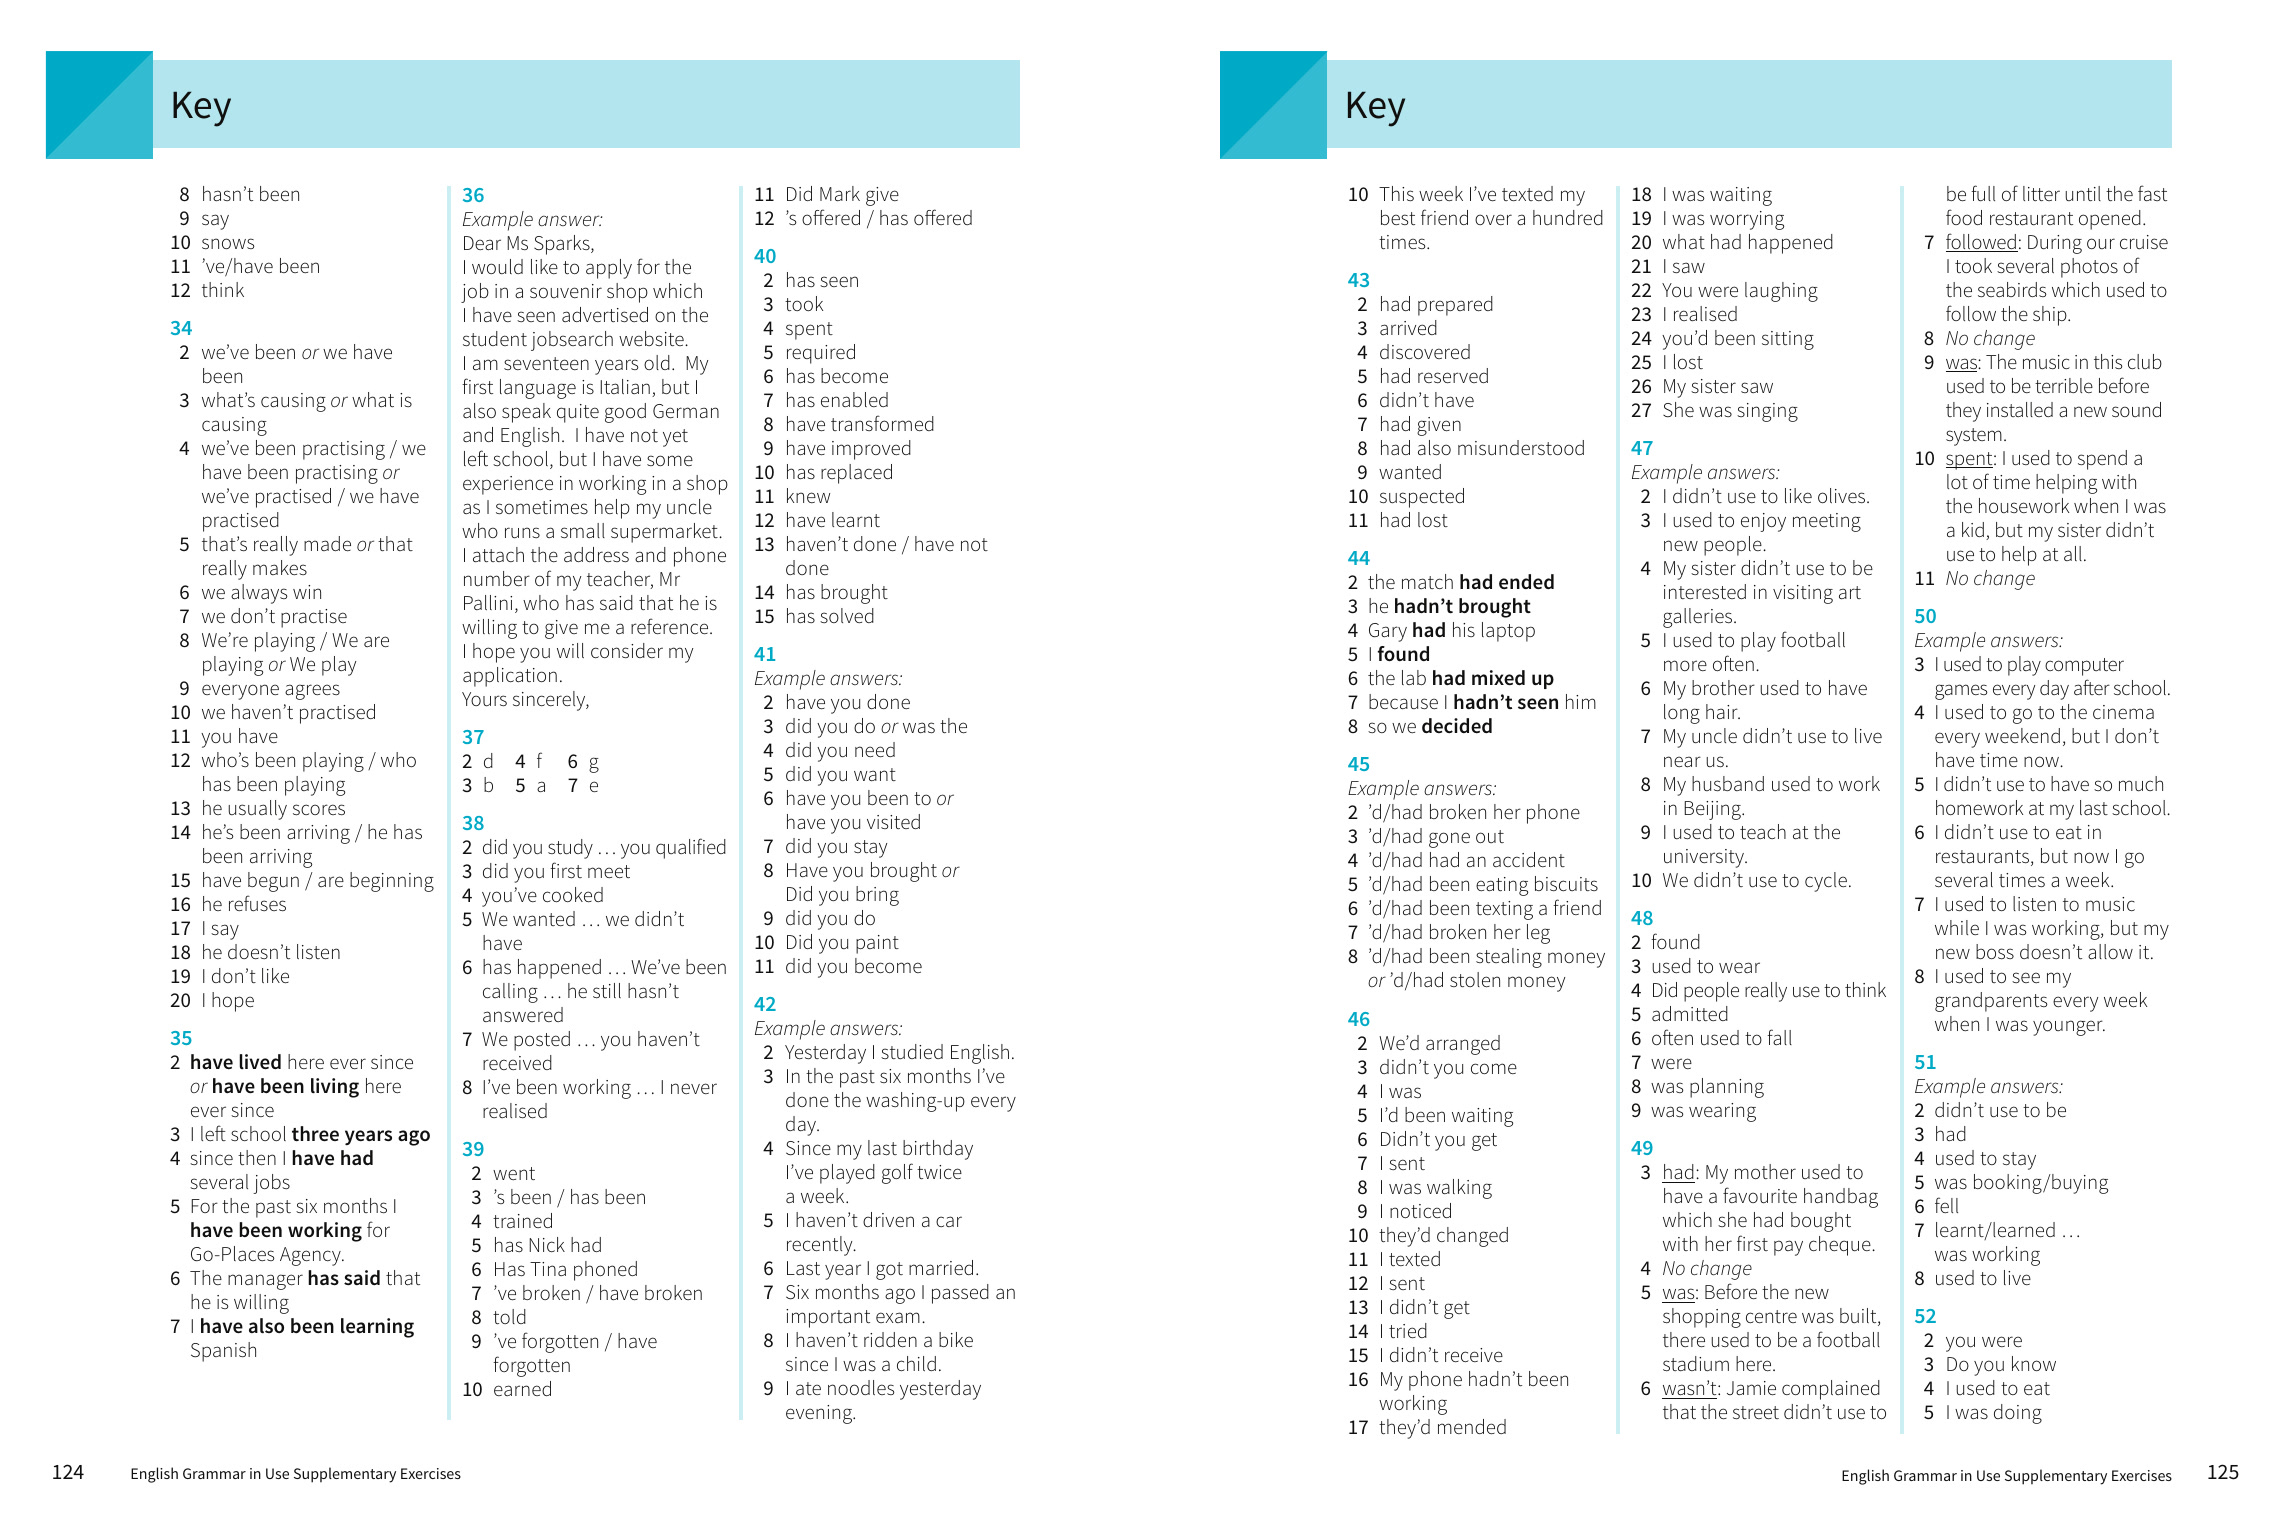 Key
8 hasn’t been
9 say
10 snows
11 ’ve/have been
12 think
34
2 we’ve been or we have
been
3 what’s causing or what is
causing
4 we’ve been practising / we
have been practising or
we’ve practised / we have
practised
5 that’s really made or that
really makes
6 we always win
7 we don’t practise
8 We’re playing / We are
playing or We play
9 everyone agrees
10 we haven’t practised
11 you have
12 who’s been playing / who
has been playing
13 he usually scores
14 he’s been arriving / he has
been arriving
15 have begun / are beginning
16 he refuses
17 I say
18 he doesn’t listen
19 I don’t like
20 I hope
35
2 have lived here ever since
or have been living here
ever since
3 I left school three years ago
4 since then I have had
several jobs
5 For the past six months I
have been working for
Go-Places Agency.
6 The manager has said that
he is willing
7 I have also been learning
Spanish
36
Example answer:
Dear Ms Sparks,
I would like to apply for the
job in a souvenir shop which
I have seen advertised on the
student jobsearch website.
I am seventeen years old. My
first language is Italian, but I
also speak quite good German
and English. I have not yet
left school, but I have some
experience in working in a shop
as I sometimes help my uncle
who runs a small supermarket.
I attach the address and phone
number of my teacher, Mr
Pallini, who has said that he is
willing to give me a reference.
I hope you will consider my
application.
Yours sincerely,
37
2 d 4 f 6 g
3 b 5 a 7 e
38
2 did you study … you qualified
3 did you first meet
4 you’ve cooked
5 We wanted … we didn’t
have
6 has happened … We’ve been
calling … he still hasn’t
answered
7 We posted … you haven’t
received
8 I’ve been working … I never
realised
39
2 went
3 ’s been / has been
4 trained
5 has Nick had
6 Has Tina phoned
7 ’ve broken / have broken
8 told
9 ’ve forgotten / have
forgotten
10 earned
11 Did Mark give
12 ’s offered / has offered
40
2 has seen
3 took
4 spent
5 required
6 has become
7 has enabled
8 have transformed
9 have improved
10 has replaced
11 knew
12 have learnt
13 haven’t done / have not
done
14 has brought
15 has solved
41
Example answers:
2 have you done
3 did you do or was the
4 did you need
5 did you want
6 have you been to or
have you visited
7 did you stay
8 Have you brought or
Did you bring
9 did you do
10 Did you paint
11 did you become
42
Example answers:
2 Yesterday I studied English.
3 In the past six months I’ve
done the washing-up every
day.
4 Since my last birthday
I’ve played golf twice
a week.
5 I haven’t driven a car
recently.
6 Last year I got married.
7 Six months ago I passed an
important exam.
8 I haven’t ridden a bike
since I was a child.
9 I ate noodles yesterday
evening.
124 English Grammar in Use Supplementary Exercises
Key
10 This week I’ve texted my
best friend over a hundred
times.
43
2 had prepared
3 arrived
4 discovered
5 had reserved
6 didn’t have
7 had given
8 had also misunderstood
9 wanted
10 suspected
11 had lost
44
2 the match had ended
3 he hadn’t brought
4 Gary had his laptop
5 I found
6 the lab had mixed up
7 because I hadn’t seen him
8 so we decided
45
Example answers:
2 ’d/had broken her phone
3 ’d/had gone out
4 ’d/had had an accident
5 ’d/had been eating biscuits
6 ’d/had been texting a friend
7 ’d/had broken her leg
8 ’d/had been stealing money
or ’d/had stolen money
46
2 We’d arranged
3 didn’t you come
4 I was
5 I’d been waiting
6 Didn’t you get
7 I sent
8 I was walking
9 I noticed
10 they’d changed
11 I texted
12 I sent
13 I didn’t get
14 I tried
15 I didn’t receive
16 My phone hadn’t been
working
17 they’d mended
18 I was waiting
19 I was worrying
20 what had happened
21 I saw
22 You were laughing
23 I realised
24 you’d been sitting
25 I lost
26 My sister saw
27 She was singing
47
Example answers:
2 I didn’t use to like olives.
3 I used to enjoy meeting
new people.
4 My sister didn’t use to be
interested in visiting art
galleries.
5 I used to play football
more often.
6 My brother used to have
long hair.
7 My uncle didn’t use to live
near us.
8 My husband used to work
in Beijing.
9 I used to teach at the
university.
10 We didn’t use to cycle.
48
2 found
3 used to wear
4 Did people really use to think
5 admitted
6 often used to fall
7 were
8 was planning
9 was wearing
49
3 had: My mother used to
have a favourite handbag
which she had bought
with her first pay cheque.
4 No change
5 was: Before the new
shopping centre was built,
there used to be a football
stadium here.
6 wasn’t: Jamie complained
that the street didn’t use to
be full of litter until the fast
food restaurant opened.
7 followed: During our cruise
I took several photos of
the seabirds which used to
follow the ship.
8 No change
9 was: The music in this club
used to be terrible before
they installed a new sound
system.
10 spent: I used to spend a
lot of time helping with
the housework when I was
a kid, but my sister didn’t
use to help at all.
11 No change
50
Example answers:
3 I used to play computer
games every day after school.
4 I used to go to the cinema
every weekend, but I don’t
have time now.
5 I didn’t use to have so much
homework at my last school.
6 I didn’t use to eat in
restaurants, but now I go
several times a week.
7 I used to listen to music
while I was working, but my
new boss doesn’t allow it.
8 I used to see my
grandparents every week
when I was younger.
51
Example answers:
2 didn’t use to be
3 had
4 used to stay
5 was booking/buying
6 fell
7 learnt/learned …
was working
8 used to live
52
2 you were
3 Do you know
4 I used to eat
5 I was doing
English Grammar in Use Supplementary Exercises 125